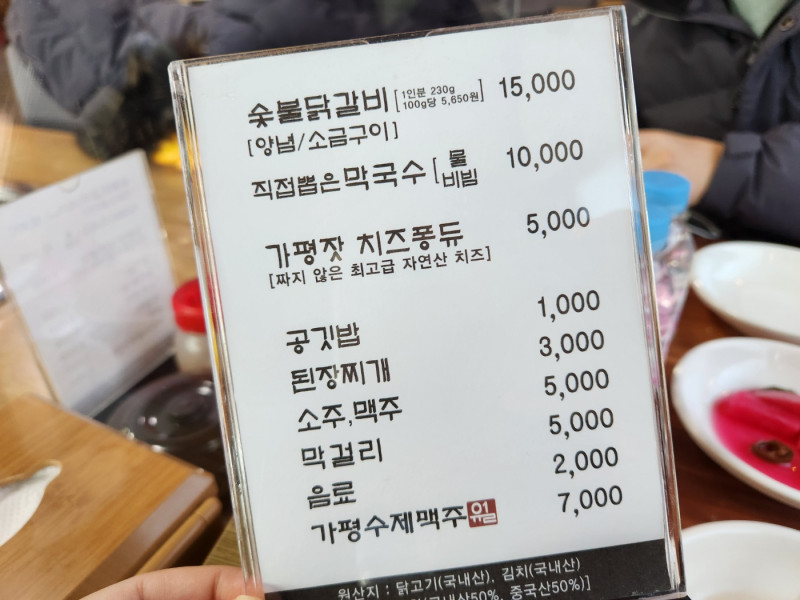 숯불닭갈비 [1인분 230g 100g당 5,650원] 15,000
[양념/소금구이]
직접뽑은막국수 [물 비빔 10,000
가평잣 치즈퐁듀 5,000
[짜지 않은 최고급 자연산 치즈]
공깃밥 1,000
된장찌개 3,000
소주,맥주 5,000
막걸리 5,000
음료 2,000
가평수제맥주 7,000
원산지 : 닭고기(국내산), 김치(국내산)
중국산50%)]